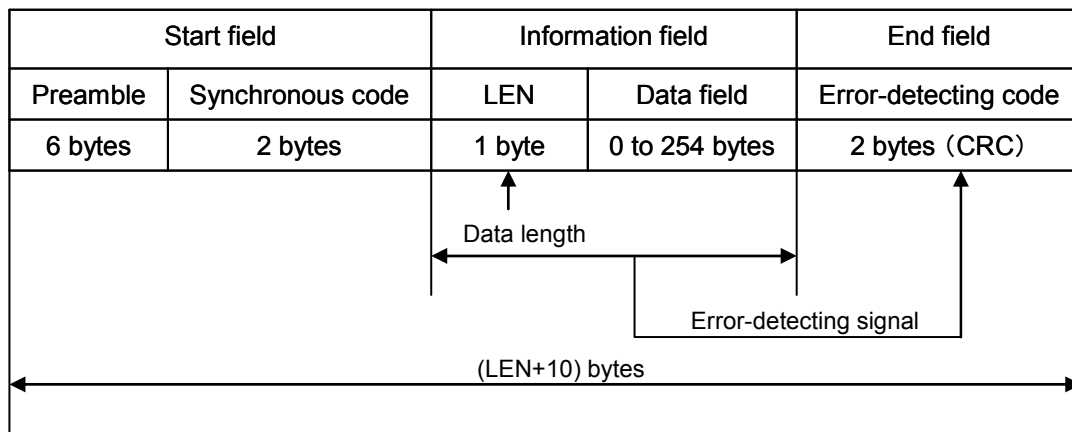 Start field Information field End field
Preamble Synchronous code LEN Data field Error-detecting code
6 bytes 2 bytes 1 byte 0 to 254 bytes 2 bytes（CRC）
Data length
Error-detecting signal
(LEN+10) bytes